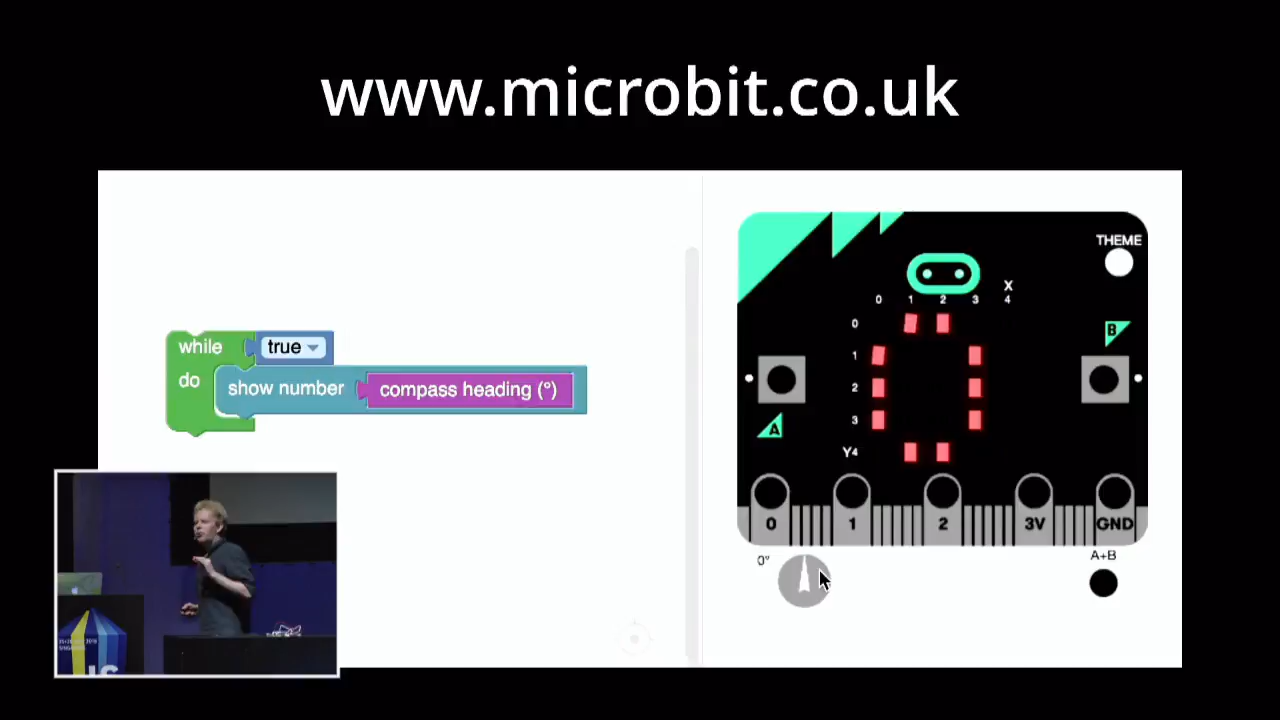 www.microbit.co.uk
while
true
do
show number
compass heading (°)
THEME
X
0 1 2 3 4
0
1
2
3
Y4
B
A
0 1 2 3V GND
0°
A+B
JS